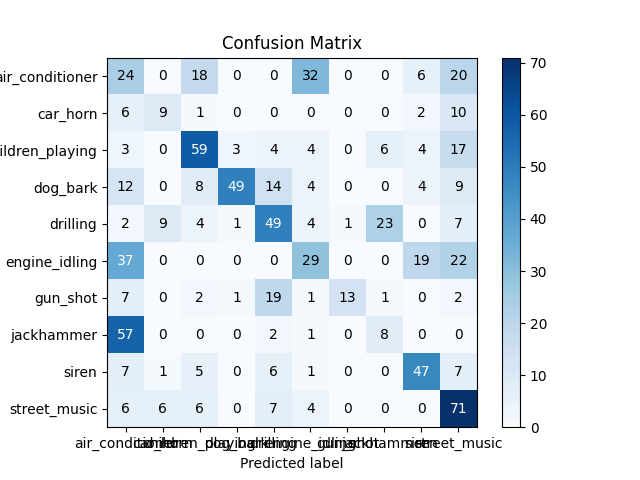 Confusion Matrix
air_conditioner 24 0 18 0 0 32 0 0 6 20
car_horn 6 9 1 0 0 0 0 0 2 10
ildren_playing 3 0 59 3 4 4 0 6 4 17
dog_bark 12 0 8 49 14 4 0 0 4 9
drilling 2 9 4 1 49 4 1 23 0 7
engine_idling 37 0 0 0 0 29 0 0 19 22
gun_shot 7 0 2 1 19 1 13 1 0 2
jackhammer 57 0 0 0 2 1 0 8 0 0
siren 7 1 5 0 6 1 0 0 47 7
street_music 6 6 6 0 7 4 0 0 0 71
street_music
Predicted label
70
60
50
40
30
20
10
0